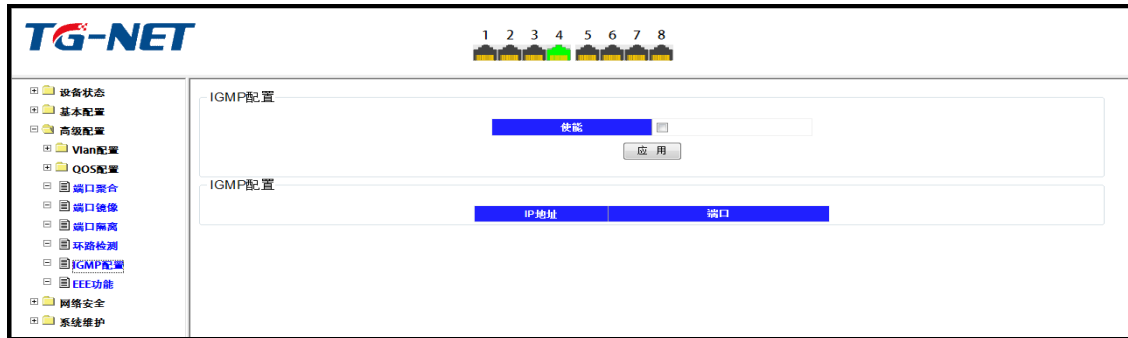 TG-NET
1 2 3 4 5 6 7 8
设备状态
基本配置
高级配置
Vlan配置
QOS配置
端口聚合
端口镜像
端口隔离
环路检测
IGMP配置
EEE功能
网络安全
系统维护
IGMP配置
使能
应 用
IGMP配置
IP地址 端口